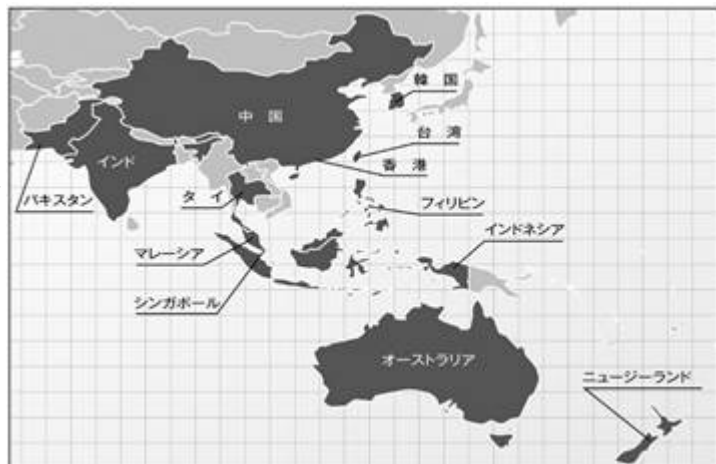 韓国
中国
台湾
香港
インド
パキスタン
タイ
フィリピン
インドネシア
マレーシア
シンガポール
オーストラリア
ニュージーランド